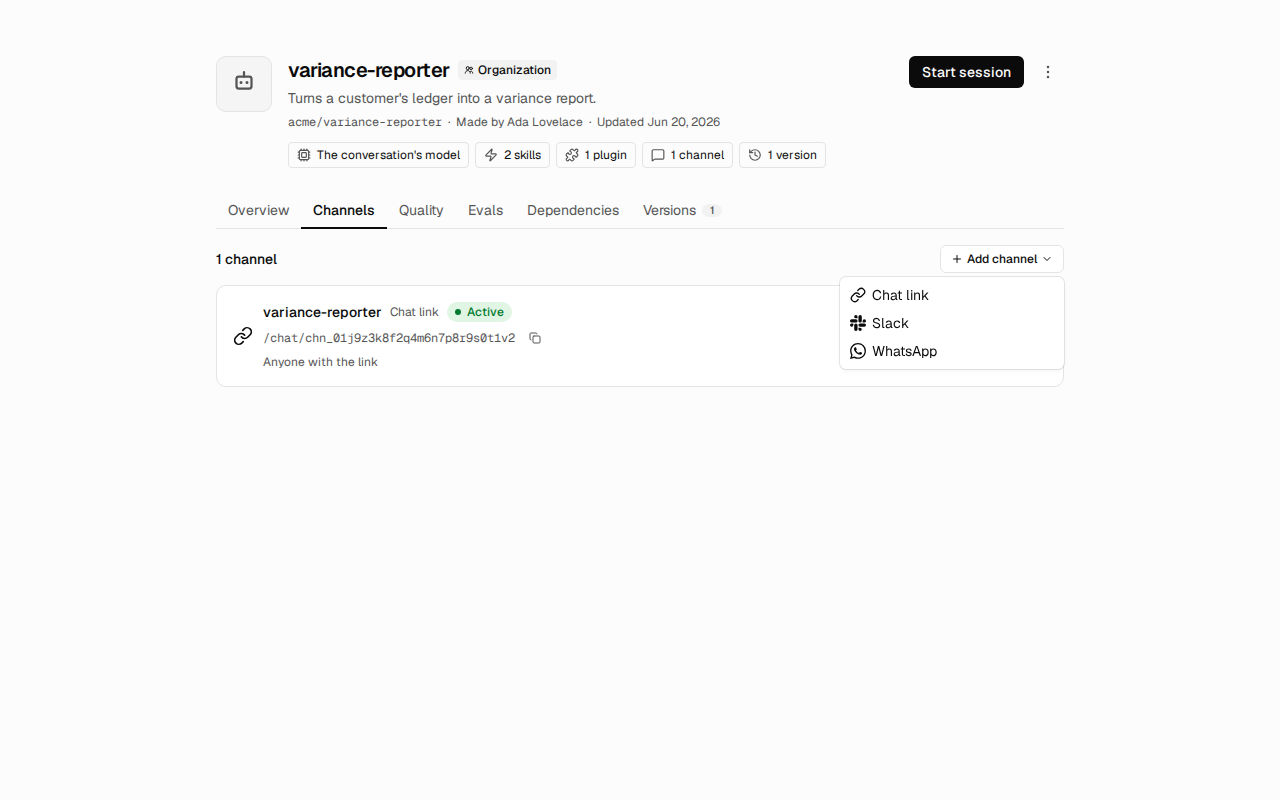 variance-reporter Organization
Start session
Turns a customer's ledger into a variance report.
acme/variance-reporter · Made by Ada Lovelace · Updated Jun 20, 2026
The conversation's model 2 skills 1 plugin 1 channel 1 version
Overview Channels Quality Evals Dependencies Versions 1
1 channel
Add channel
variance-reporter Chat link Active
/chat/chn_01j9z3k8f2q4m6n7p8r9s0t1v2
Anyone with the link
Chat link
Slack
WhatsApp